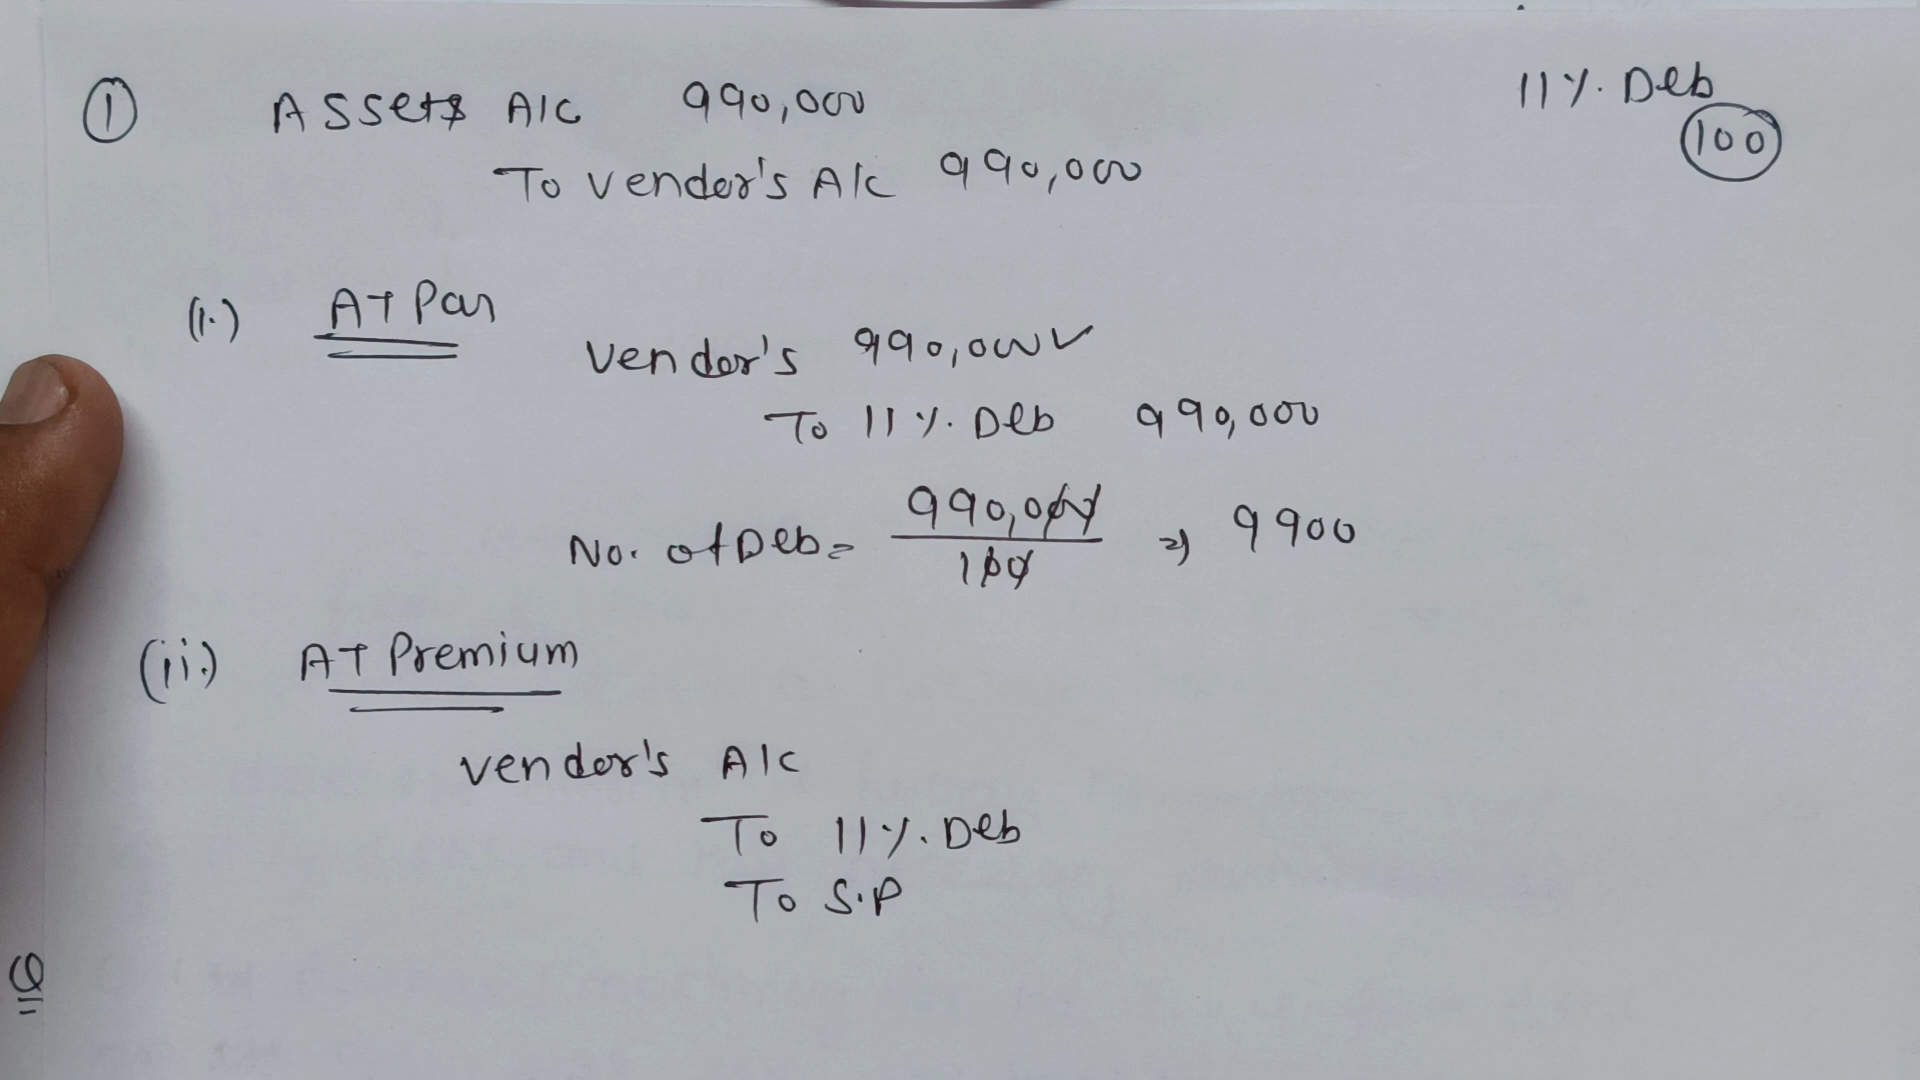 ① Assets A/C 990,000
11%. Deb
100
To vender's A/C 990,000
(i.) AT Par
vendor's 990,000 ✓
To 11%. Deb 990,000
No. of Deb = 990,000 / 100 ⇒ 9900
(ii.) AT Premium
vendor's A/C
To 11%. Deb
To S.P
Q